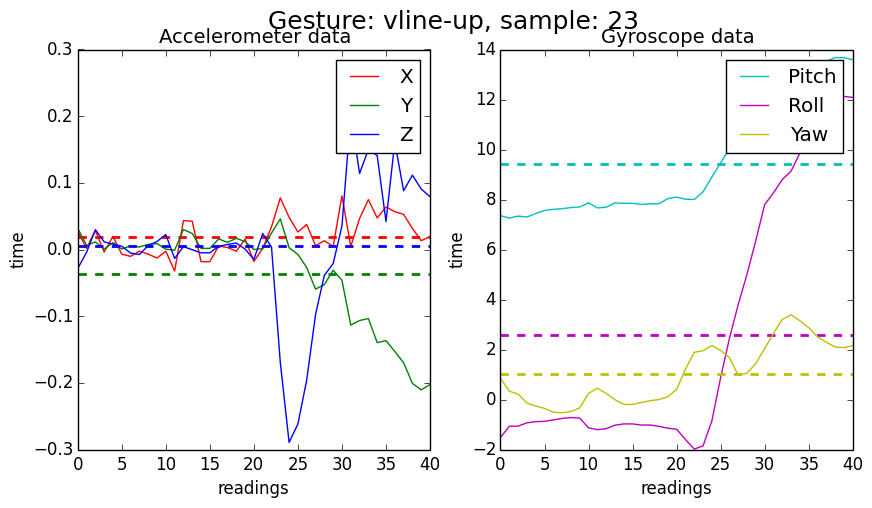 Gesture: vline-up, sample: 23
Accelerometer data
0.3
0.2
0.1
0.0
−0.1
−0.2
−0.3
time
0 5 10 15 20 25 30 35 40
readings
X
Y
Z
Gyroscope data
14
12
10
8
6
4
2
0
−2
time
0 5 10 15 20 25 30 35 40
readings
Pitch
Roll
Yaw